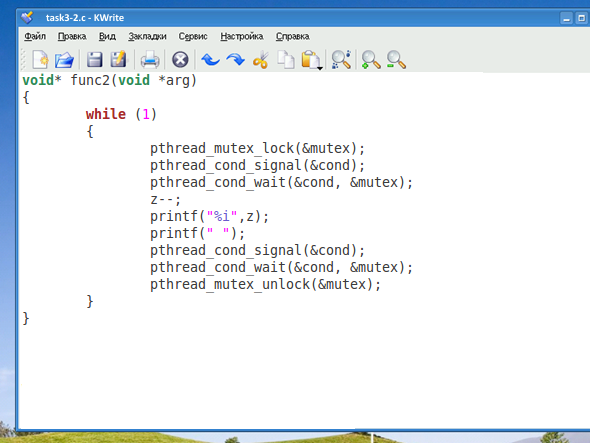 task3-2.c - KWrite
Файл Правка Вид Закладки Сервис Настройка Справка
void* func2(void *arg)
{
while (1)
{
pthread_mutex_lock(&mutex);
pthread_cond_signal(&cond);
pthread_cond_wait(&cond, &mutex);
z--;
printf("%i",z);
printf(" ");
pthread_cond_signal(&cond);
pthread_cond_wait(&cond, &mutex);
pthread_mutex_unlock(&mutex);
}
}